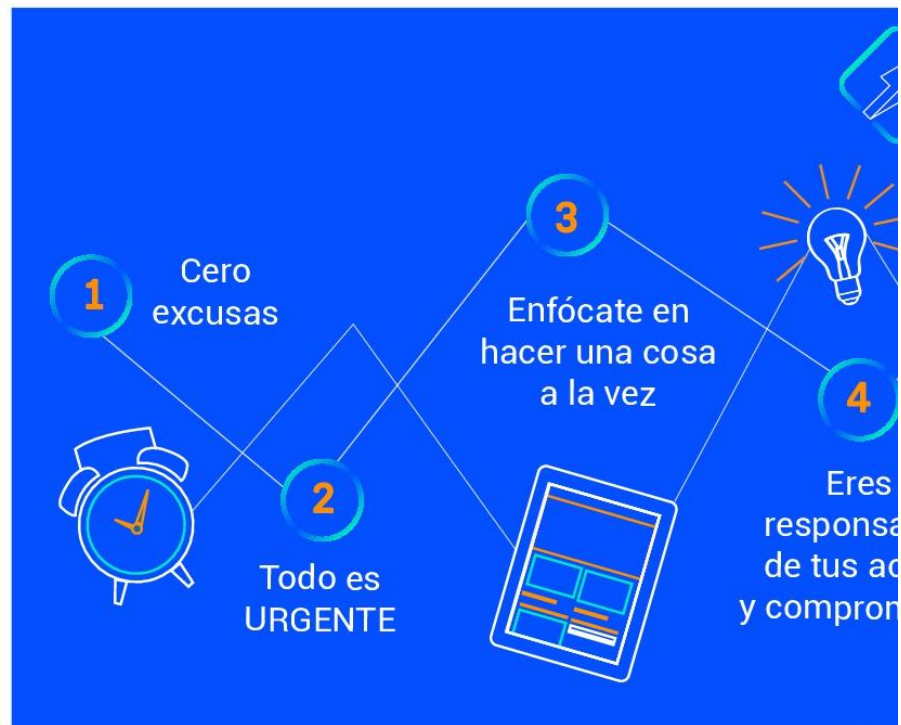 1
Cero
excusas
2
Todo es
URGENTE
3
Enfócate en
hacer una cosa
a la vez
4
Eres
de tus
y